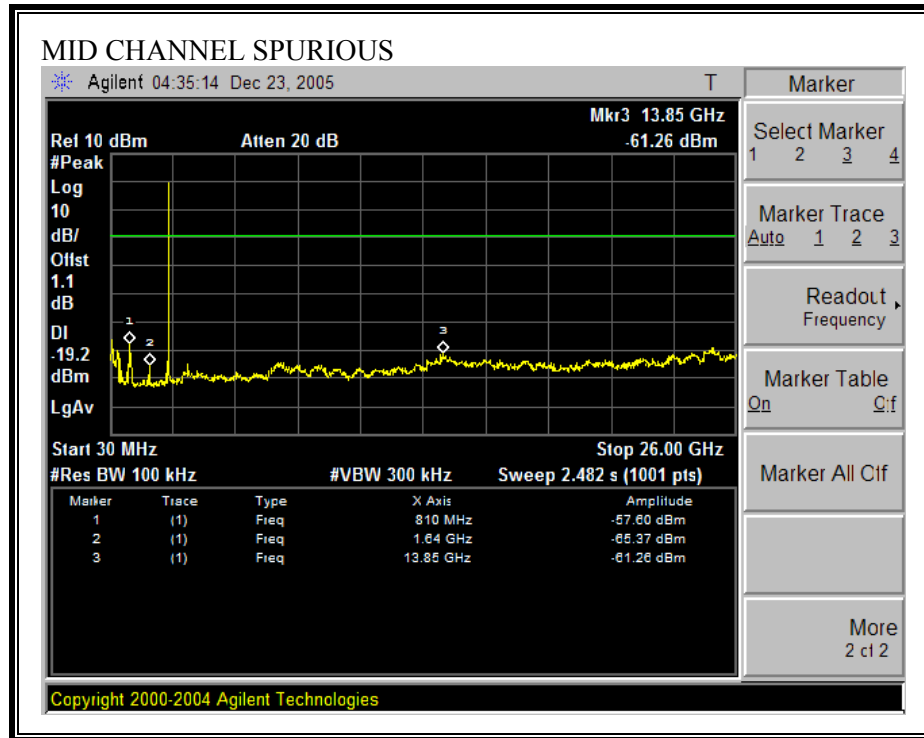 MID CHANNEL SPURIOUS
Agilent 04:35:14 Dec 23, 2005 T
Mkr3 13.85 GHz
Ref 10 dBm Atten 20 dB -61.26 dBm
#Peak
Log
10
dB/
Offst
1.1
dB
DI
-19.2
dBm
LgAv
1
2
3
Start 30 MHz Stop 26.00 GHz
#Res BW 100 kHz #VBW 300 kHz Sweep 2.482 s (1001 pts)
Marker Trace Type X Axis Amplitude
1 (1) Freq 810 MHz -57.60 dBm
2 (1) Freq 1.64 GHz -65.37 dBm
3 (1) Freq 13.85 GHz -61.26 dBm
Marker
Select Marker
1 2 3 4
Marker Trace
Auto 1 2 3
Readout
Frequency
Marker Table
On Off
Marker All Off
More
2 of 2
Copyright 2000-2004 Agilent Technologies